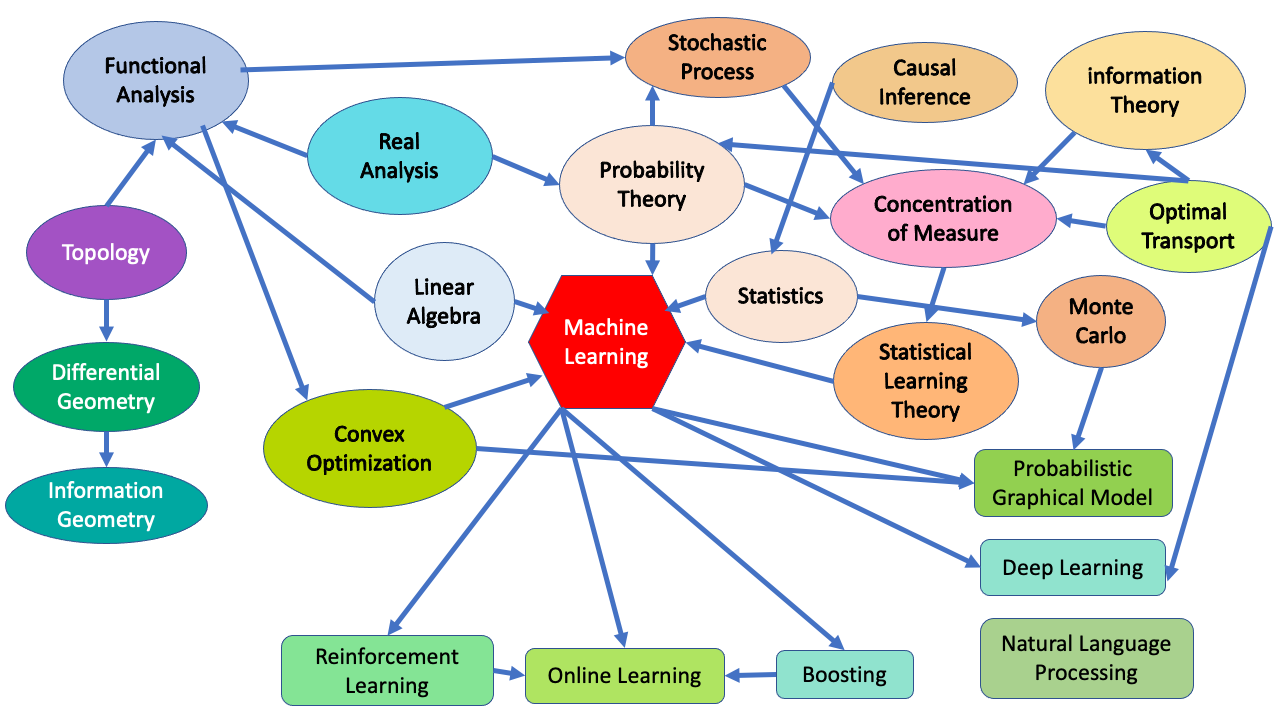 Functional
Analysis
Stochastic
Process
Causal
Inference
information
Theory
Real
Analysis
Probability
Theory
Concentration
of Measure
Optimal
Transport
Topology
Linear
Algebra
Machine
Learning
Statistics
Monte
Carlo
Statistical
Learning
Theory
Differential
Geometry
Convex
Optimization
Information
Geometry
Probabilistic
Graphical Model
Deep Learning
Natural Language
Processing
Reinforcement
Learning
Online Learning
Boosting